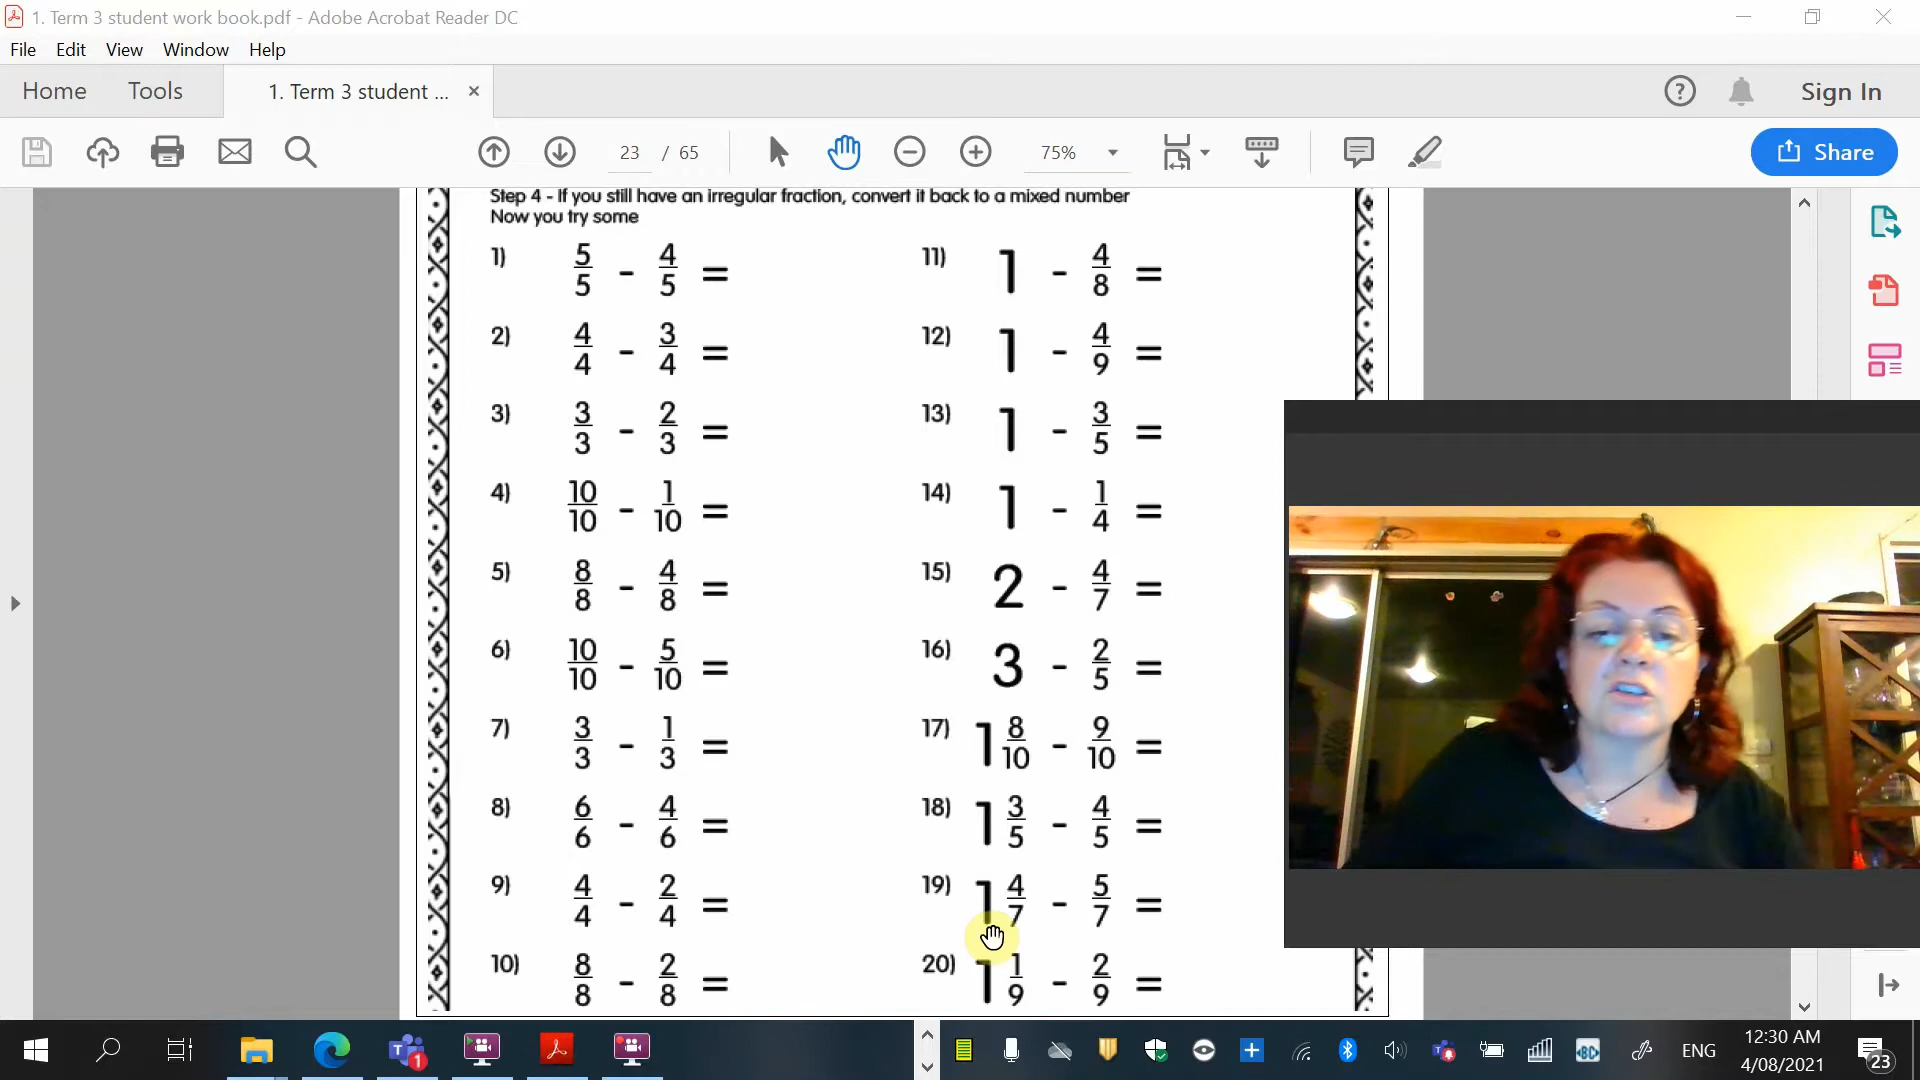 1. Term 3 student work book.pdf - Adobe Acrobat Reader DC
File Edit View Window Help
Home Tools 1. Term 3 student ... × Sign In
23 / 65 75% Share
Step 4 - If you still have an irregular fraction, convert it back to a mixed number
Now you try some
1) 5/5 - 4/5 =
2) 4/4 - 3/4 =
3) 3/3 - 2/3 =
4) 10/10 - 1/10 =
5) 8/8 - 4/8 =
6) 10/10 - 5/10 =
7) 3/3 - 1/3 =
8) 6/6 - 4/6 =
9) 4/4 - 2/4 =
10) 8/8 - 2/8 =
11) 1 - 4/8 =
12) 1 - 4/9 =
13) 1 - 3/5 =
14) 1 - 1/4 =
15) 2 - 4/7 =
16) 3 - 2/5 =
17) 1 8/10 - 9/10 =
18) 1 3/5 - 4/5 =
19) 1 4/7 - 5/7 =
20) 1 1/9 - 2/9 =
1 ENG 12:30 AM
4/08/2021 23